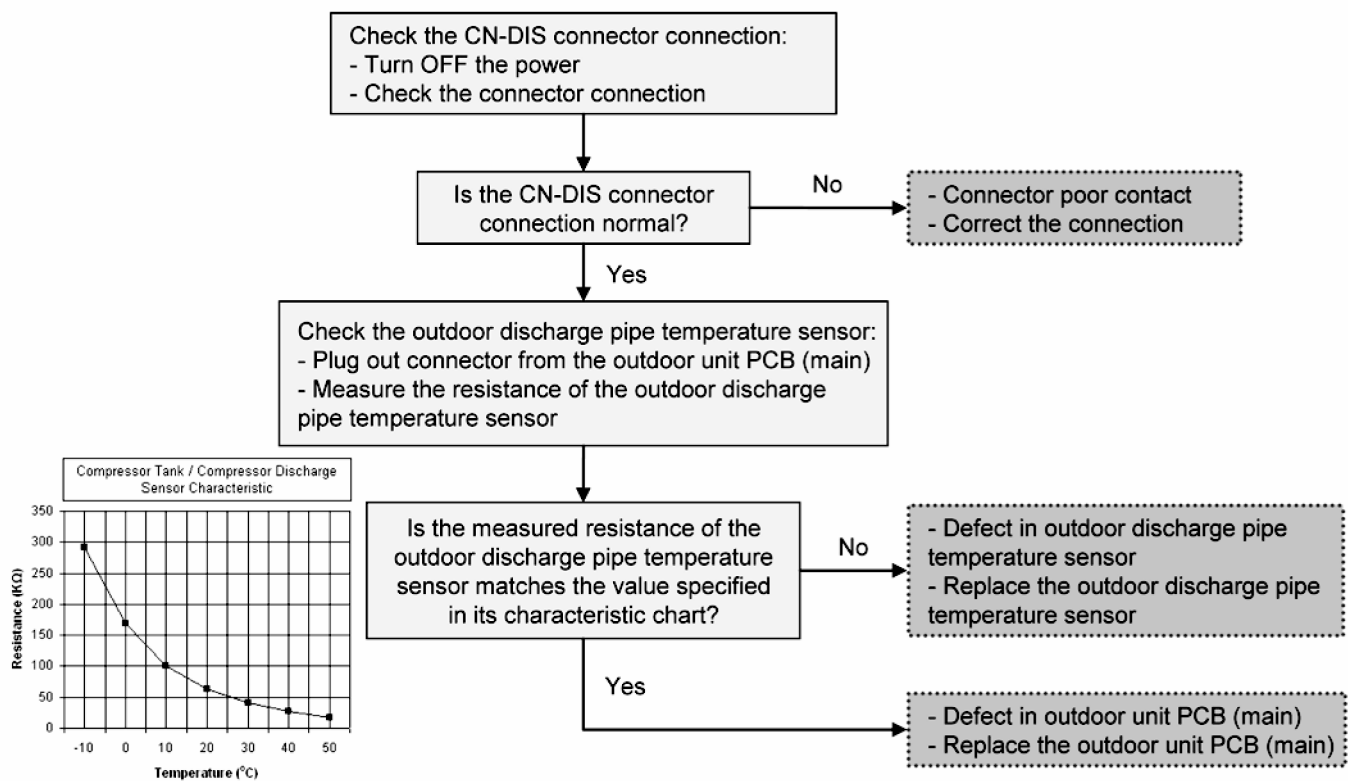 Check the CN-DIS connector connection:
- Turn OFF the power
- Check the connector connection
Is the CN-DIS connector
connection normal?
No
- Connector poor contact
- Correct the connection
Yes
Check the outdoor discharge pipe temperature sensor:
- Plug out connector from the outdoor unit PCB (main)
- Measure the resistance of the outdoor discharge
pipe temperature sensor
Compressor Tank / Compressor Discharge
Sensor Characteristic
350
300
250
200
150
100
50
0
Resistance (KΩ)
-10 0 10 20 30 40 50
Temperature (°C)
Is the measured resistance of the
outdoor discharge pipe temperature
sensor matches the value specified
in its characteristic chart?
No
- Defect in outdoor discharge pipe
temperature sensor
- Replace the outdoor discharge pipe
temperature sensor
Yes
- Defect in outdoor unit PCB (main)
- Replace the outdoor unit PCB (main)